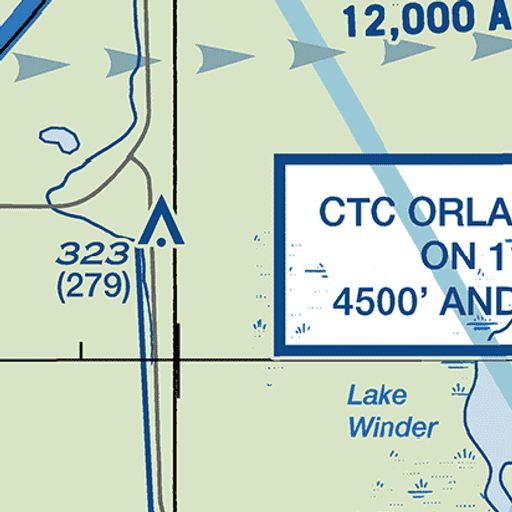 12,000 A
CTC ORLA
ON 1
4500' AND
323
(279)
Lake
Winder